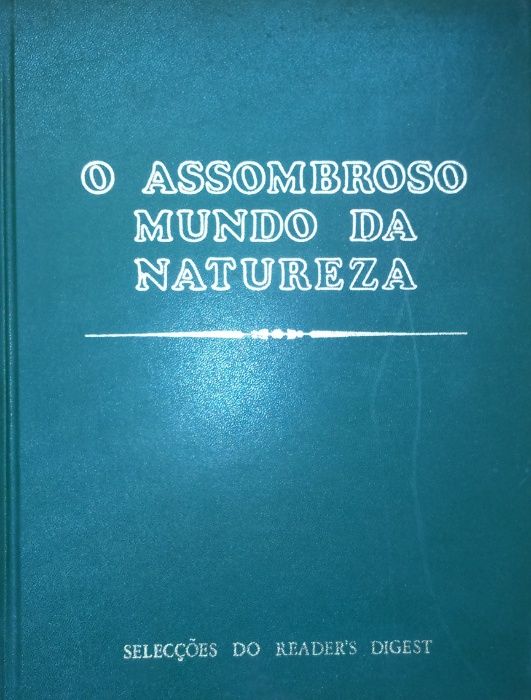 O ASSOMBROSO
MUNDO DA
NATUREZA
SELECÇÕES DO READER'S DIGEST